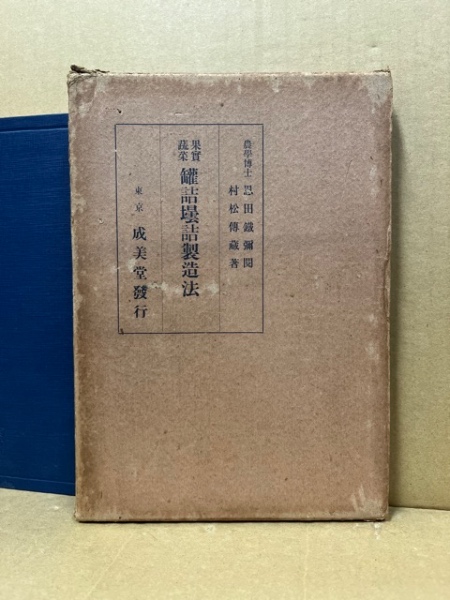 農學博士 恩田鐵彌閲
村松傳藏著
果實
蔬菜
罐詰壜詰製造法
東京 成美堂發行